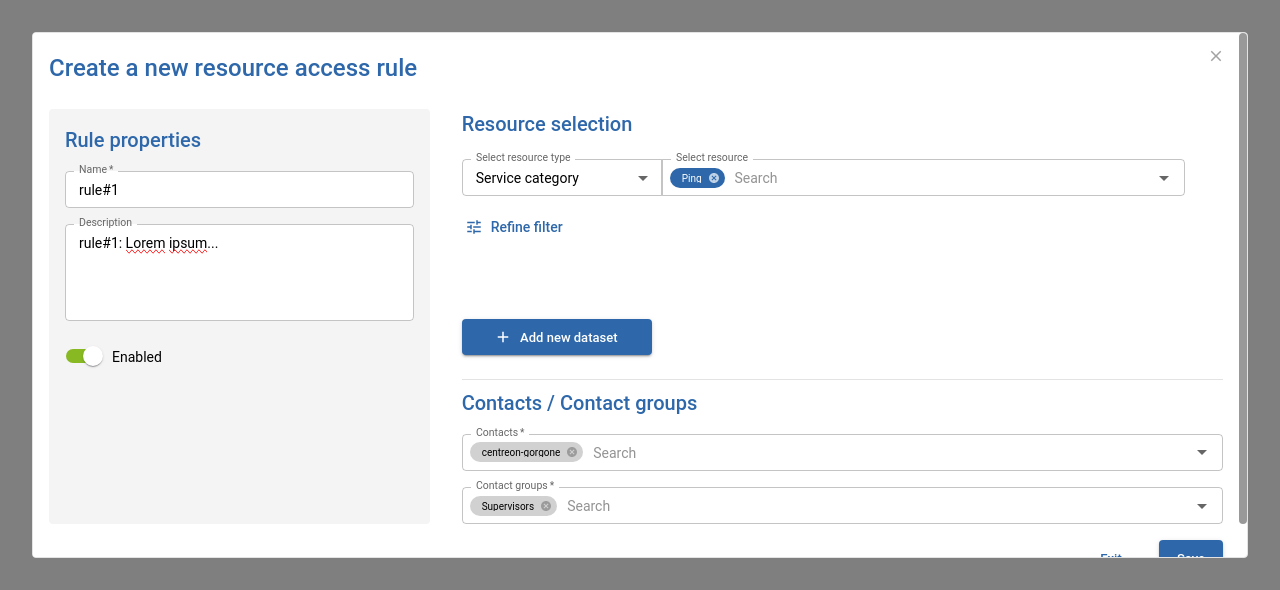 Create a new resource access rule
Rule properties
Name *
rule#1
Description
rule#1: Lorem ipsum...
Enabled
Resource selection
Select resource type
Service category
Select resource
Ping
Search
Refine filter
Add new dataset
Contacts / Contact groups
Contacts *
centreon-gorgone
Search
Contact groups *
Supervisors
Search
Exit
Save